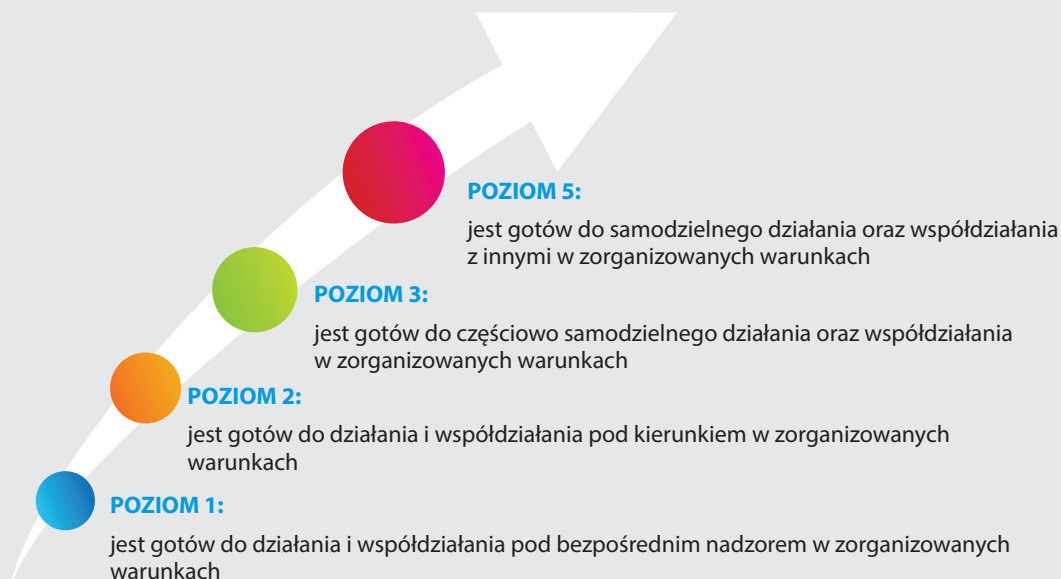 POZIOM 5:
jest gotów do samodzielnego działania oraz współdziałania
z innymi w zorganizowanych warunkach
POZIOM 3:
jest gotów do częściowo samodzielnego działania oraz współdziałania
w zorganizowanych warunkach
POZIOM 2:
jest gotów do działania i współdziałania pod kierunkiem w zorganizowanych
warunkach
POZIOM 1:
jest gotów do działania i współdziałania pod bezpośrednim nadzorem w zorganizowanych
warunkach